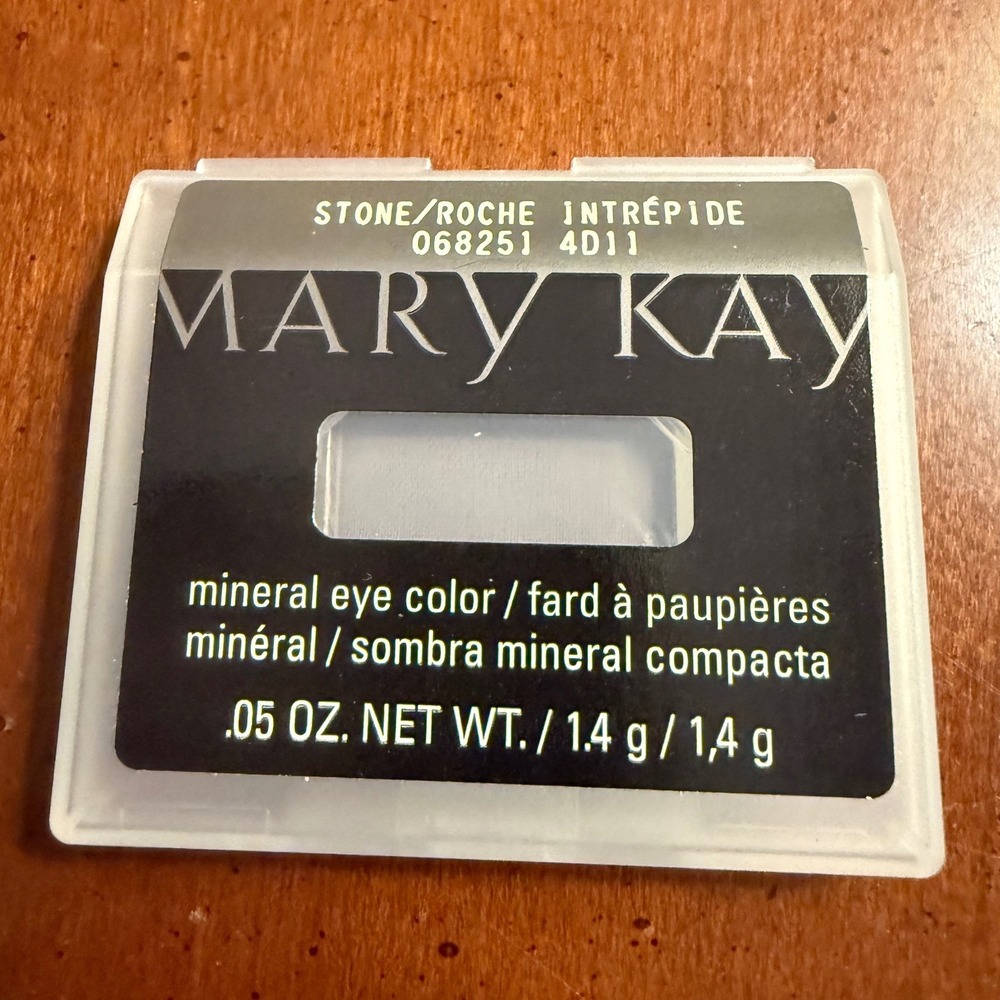 STONE/ROCHE INTRÉPIDE
068251 4D11
MARY KAY
mineral eye color / fard à paupières
minéral / sombra mineral compacta
.05 OZ. NET WT. / 1.4 g / 1,4 g